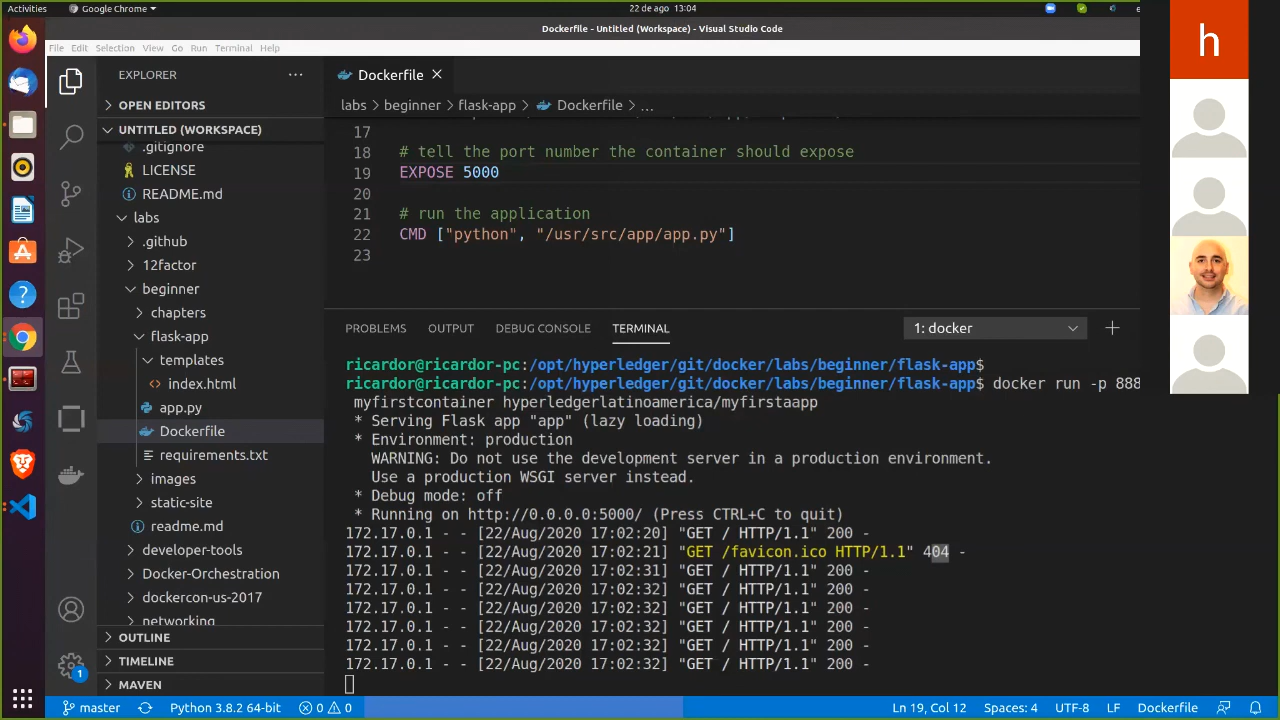 Activities
Google Chrome
22 de ago 13:04
Dockerfile - Untitled (Workspace) - Visual Studio Code
File Edit Selection View Go Run Terminal Help
h
EXPLORER
Dockerfile
OPEN EDITORS
labs > beginner > flask-app > Dockerfile > ...
UNTITLED (WORKSPACE)
.gitignore
LICENSE
README.md
labs
.github
12factor
beginner
chapters
flask-app
templates
index.html
app.py
Dockerfile
requirements.txt
images
static-site
readme.md
developer-tools
Docker-Orchestration
dockercon-us-2017
networking
OUTLINE
TIMELINE
MAVEN
17
18 # tell the port number the container should expose
19 EXPOSE 5000
20
21 # run the application
22 CMD ["python", "/usr/src/app/app.py"]
23
PROBLEMS OUTPUT DEBUG CONSOLE TERMINAL
1: docker
ricardor@ricardor-pc:/opt/hyperledger/git/docker/labs/beginner/flask-app$
ricardor@ricardor-pc:/opt/hyperledger/git/docker/labs/beginner/flask-app$ docker run -p 888
myfirstcontainer hyperledgerlatinoamerica/myfirstaapp
* Serving Flask app "app" (lazy loading)
* Environment: production
WARNING: Do not use the development server in a production environment.
Use a production WSGI server instead.
* Debug mode: off
* Running on http://0.0.0.0:5000/ (Press CTRL+C to quit)
172.17.0.1 - - [22/Aug/2020 17:02:20] "GET / HTTP/1.1" 200 -
172.17.0.1 - - [22/Aug/2020 17:02:21] "GET /favicon.ico HTTP/1.1" 404 -
172.17.0.1 - - [22/Aug/2020 17:02:31] "GET / HTTP/1.1" 200 -
172.17.0.1 - - [22/Aug/2020 17:02:32] "GET / HTTP/1.1" 200 -
172.17.0.1 - - [22/Aug/2020 17:02:32] "GET / HTTP/1.1" 200 -
172.17.0.1 - - [22/Aug/2020 17:02:32] "GET / HTTP/1.1" 200 -
172.17.0.1 - - [22/Aug/2020 17:02:32] "GET / HTTP/1.1" 200 -
172.17.0.1 - - [22/Aug/2020 17:02:32] "GET / HTTP/1.1" 200 -
1
master
Python 3.8.2 64-bit
0 0
Ln 19, Col 12
Spaces: 4
UTF-8
LF
Dockerfile